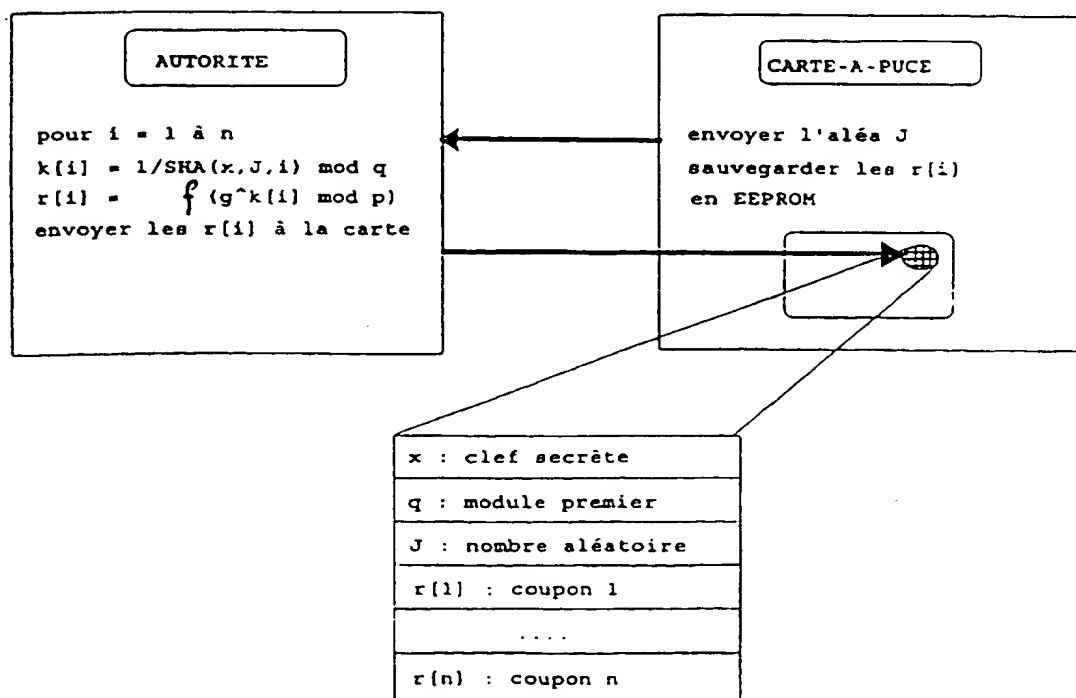 AUTORITE
pour i = 1 à n
k[i] = 1/SHA(x,J,i) mod q
r[i] = f (g^k[i] mod p)
envoyer les r[i] à la carte
CARTE-A-PUCE
envoyer l'aléa J
sauvegarder les r[i]
en EEPROM
x : clef secrète
q : module premier
J : nombre aléatoire
r[1] : coupon 1
....
r[n] : coupon n